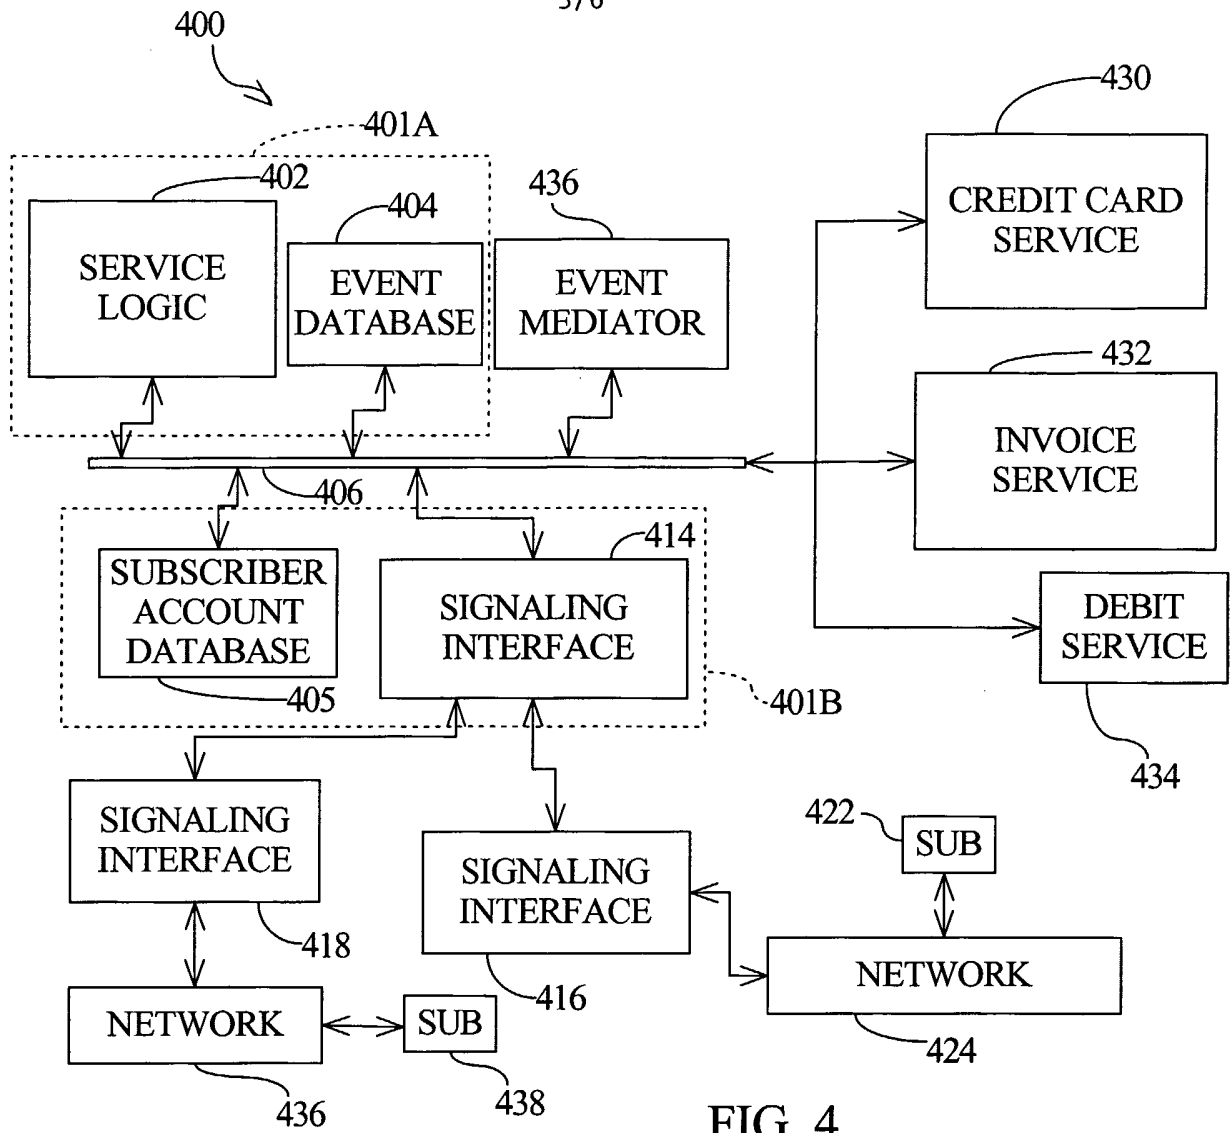 400
401A
402
SERVICE
LOGIC
404
EVENT
DATABASE
436
EVENT
MEDIATOR
430
CREDIT CARD
SERVICE
432
INVOICE
SERVICE
406
SUBSCRIBER
ACCOUNT
DATABASE
405
414
SIGNALING
INTERFACE
401B
DEBIT
SERVICE
434
SIGNALING
INTERFACE
418
SIGNALING
INTERFACE
416
422
SUB
NETWORK
424
NETWORK
436
SUB
438
FIG. 4